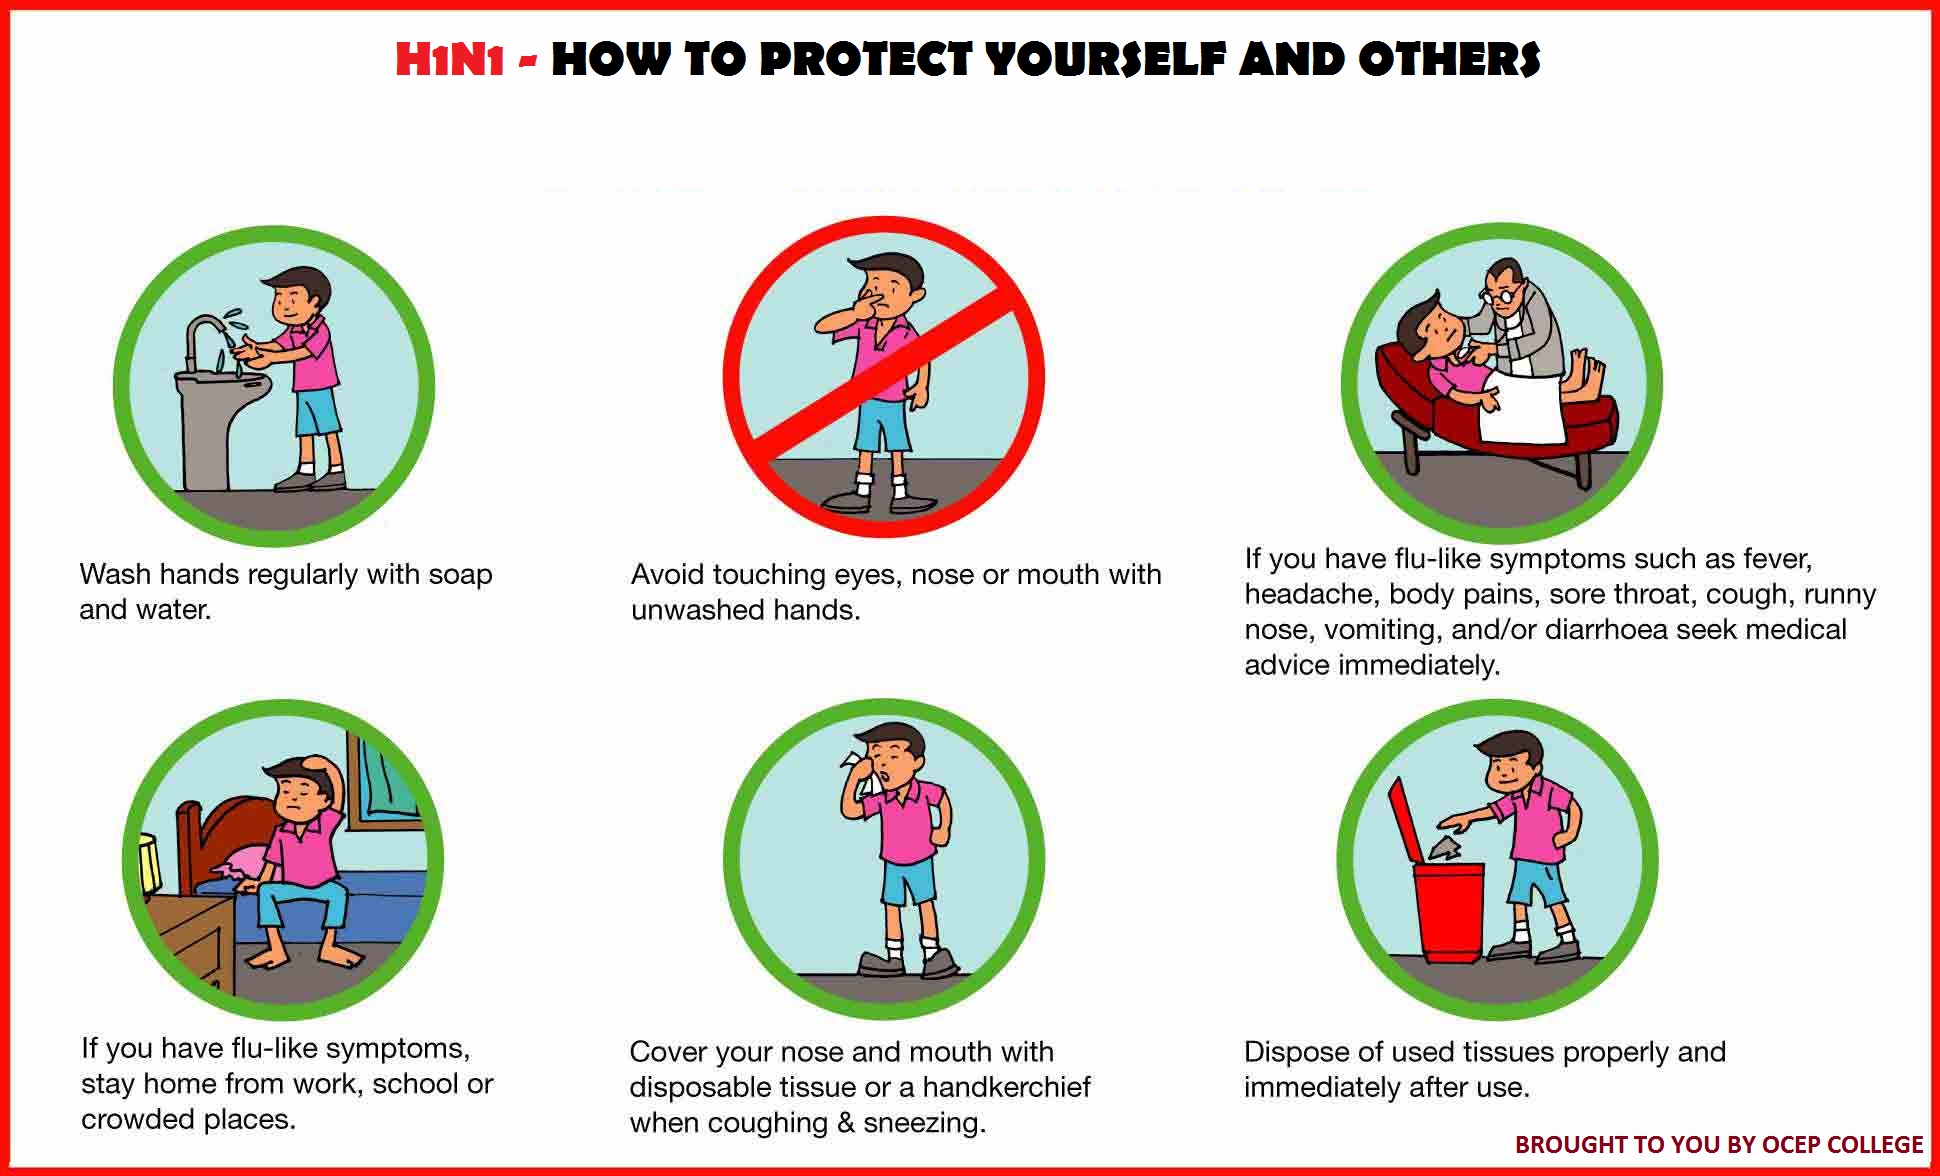 H1N1 - HOW TO PROTECT YOURSELF AND OTHERS
Wash hands regularly with soap
and water.
Avoid touching eyes, nose or mouth with
unwashed hands.
If you have flu-like symptoms such as fever,
headache, body pains, sore throat, cough, runny
nose, vomiting, and/or diarrhoea seek medical
advice immediately.
If you have flu-like symptoms,
stay home from work, school or
crowded places.
Cover your nose and mouth with
disposable tissue or a handkerchief
when coughing & sneezing.
Dispose of used tissues properly and
immediately after use.
BROUGHT TO YOU BY OCEP COLLEGE